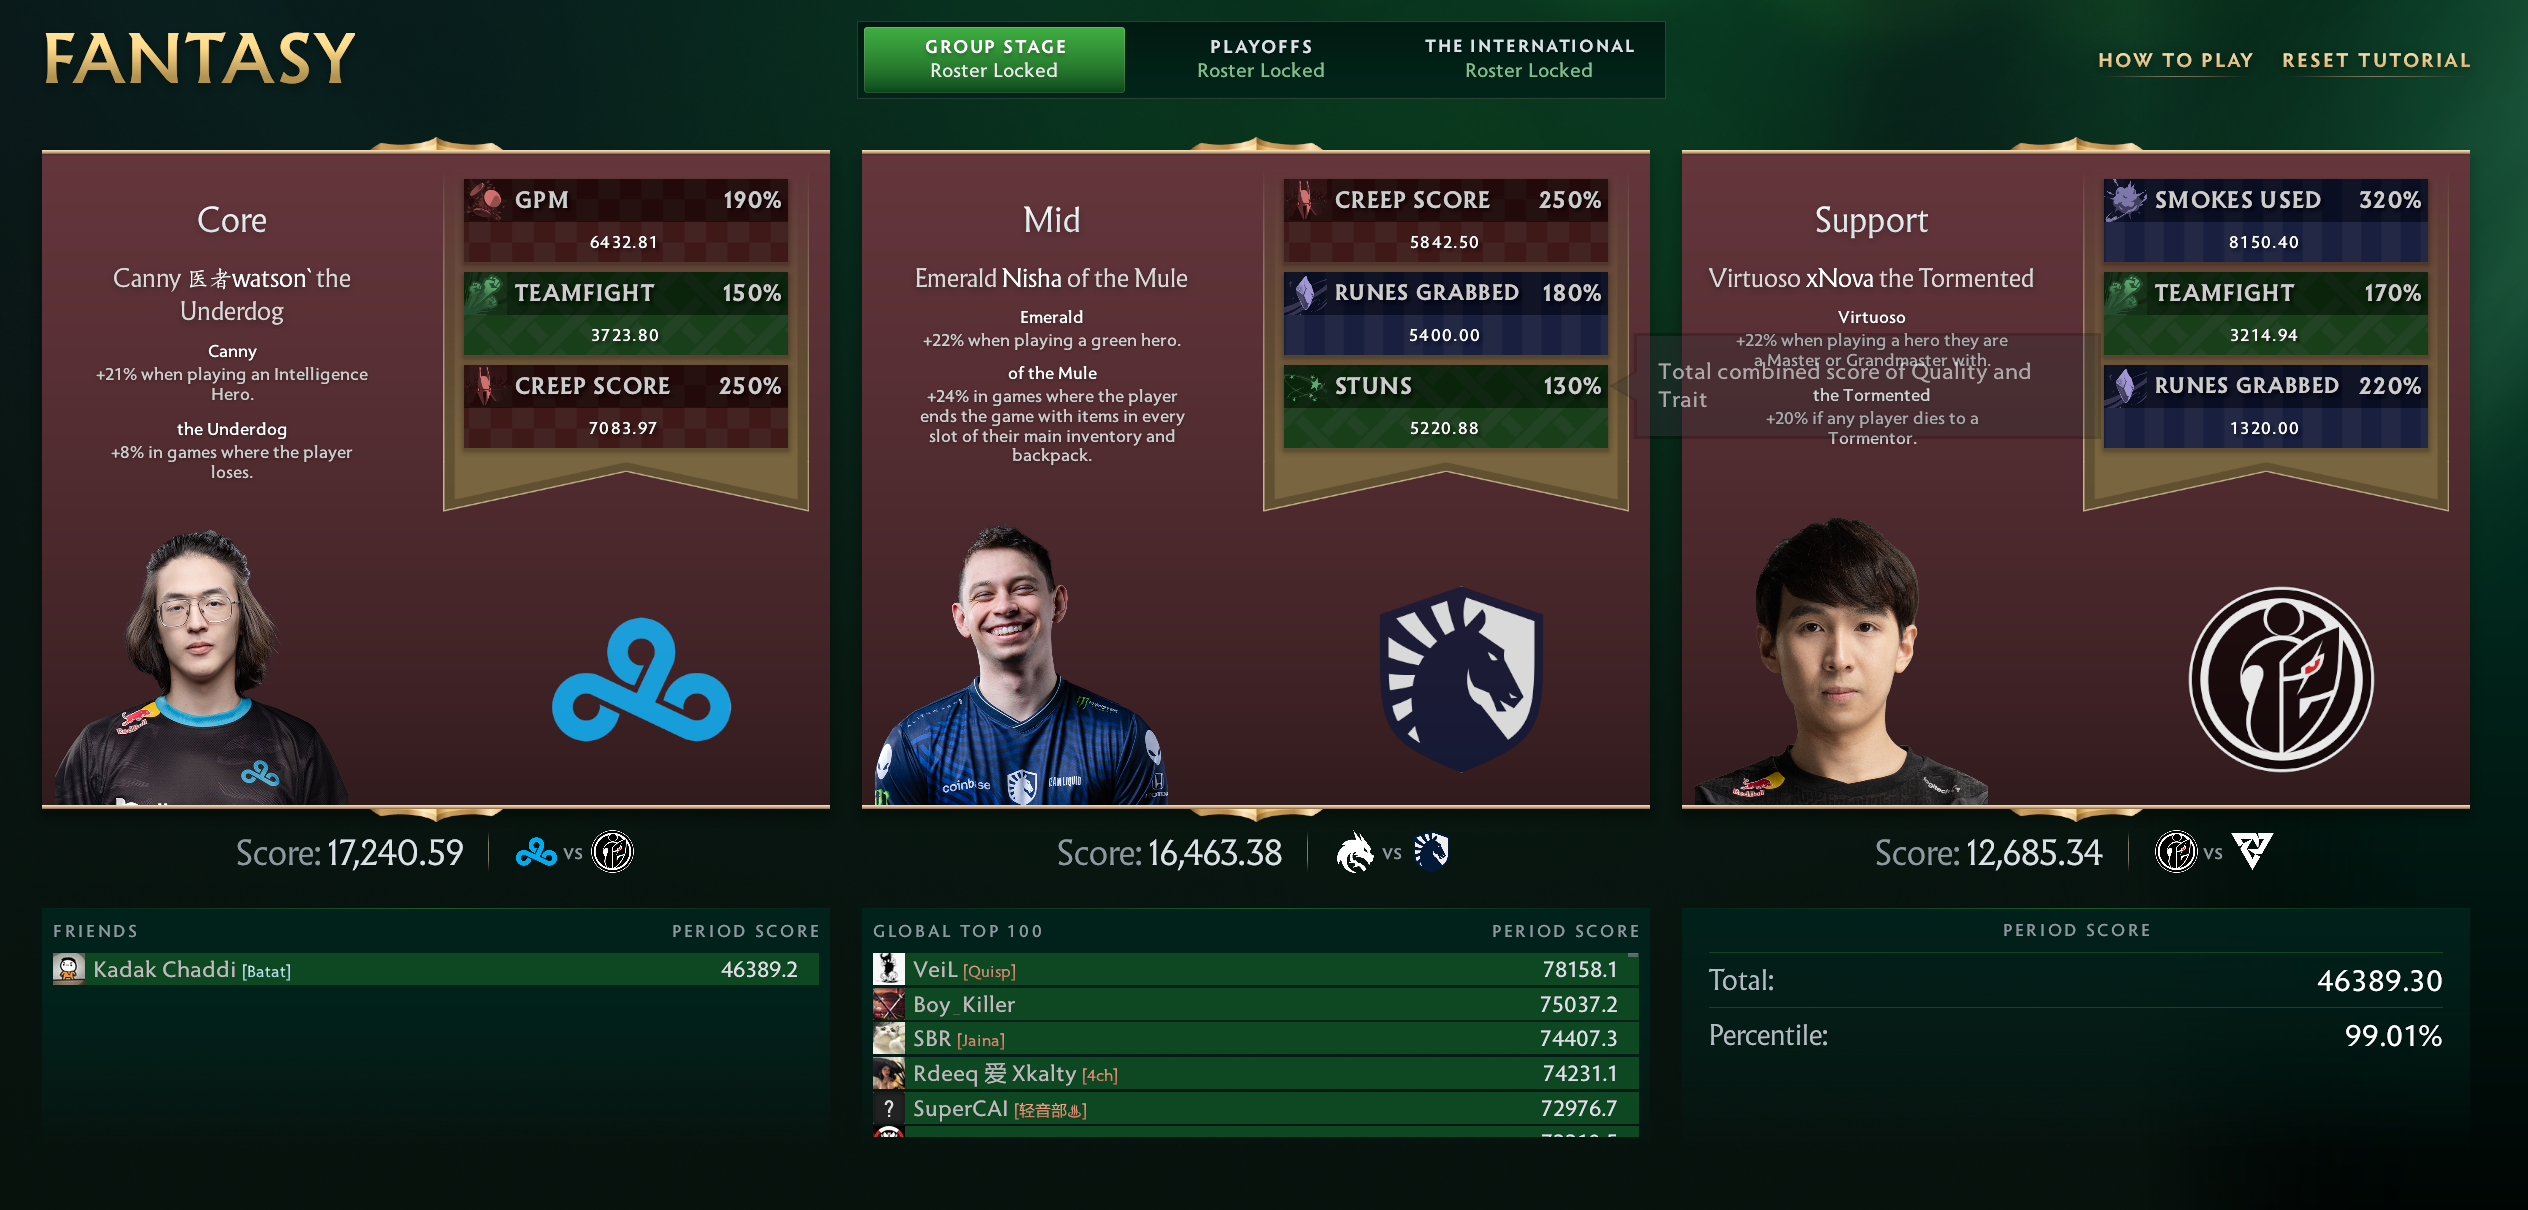 FANTASY
GROUP STAGE
Roster Locked
PLAYOFFS
Roster Locked
THE INTERNATIONAL
Roster Locked
HOW TO PLAY
RESET TUTORIAL
Core
Canny 医者watson` the
Underdog
Canny
+21% when playing an Intelligence
Hero.
the Underdog
+8% in games where the player
loses.
GPM 190%
6432.81
TEAMFIGHT 150%
3723.80
CREEP SCORE 250%
7083.97
Mid
Emerald Nisha of the Mule
Emerald
+22% when playing a green hero.
of the Mule
+24% in games where the player
ends the game with items in every
slot of their main inventory and
backpack.
CREEP SCORE 250%
5842.50
RUNES GRABBED 180%
5400.00
STUNS 130%
5220.88
coinbase
Support
Virtuoso xNova the Tormented
Virtuoso
+22% when playing a hero they are
a Master or Grandmaster with.
the Tormented
+20% if any player dies to a
Tormentor.
Total combined score of Quality and
Trait
SMOKES USED 320%
8150.40
TEAMFIGHT 170%
3214.94
RUNES GRABBED 220%
1320.00
Score: 17,240.59
VS
Score: 16,463.38
VS
Score: 12,685.34
VS
FRIENDS PERIOD SCORE
Kadak Chaddi [Batat] 46389.2
GLOBAL TOP 100 PERIOD SCORE
VeiL [Quisp] 78158.1
Boy_Killer 75037.2
SBR [Jaina] 74407.3
Rdeeq 爱 Xkalty [4ch] 74231.1
SuperCAI [轻音部♨] 72976.7
PERIOD SCORE
Total: 46389.30
Percentile: 99.01%